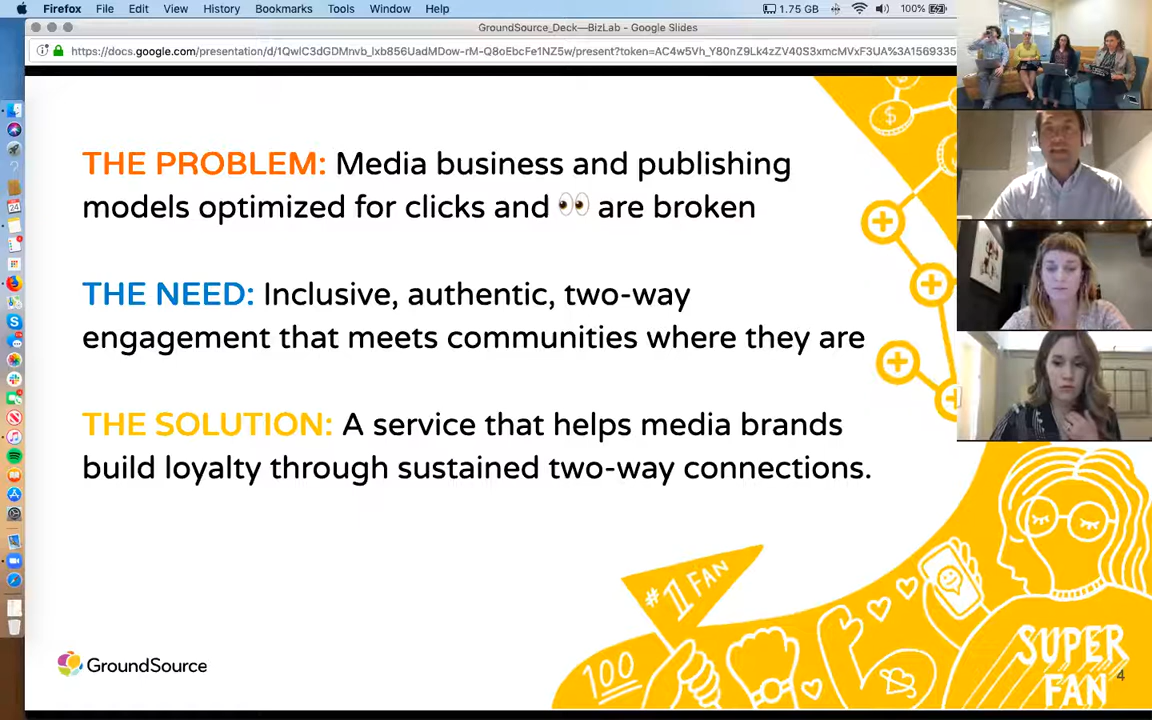 Firefox File Edit View History Bookmarks Tools Window Help 1.75 GB 100%
GroundSource_Deck—BizLab - Google Slides
THE PROBLEM: Media business and publishing
models optimized for clicks and 👀 are broken
THE NEED: Inclusive, authentic, two-way
engagement that meets communities where they are
THE SOLUTION: A service that helps media brands
build loyalty through sustained two-way connections.
#1 FAN
100
SUPER
FAN
GroundSource
4